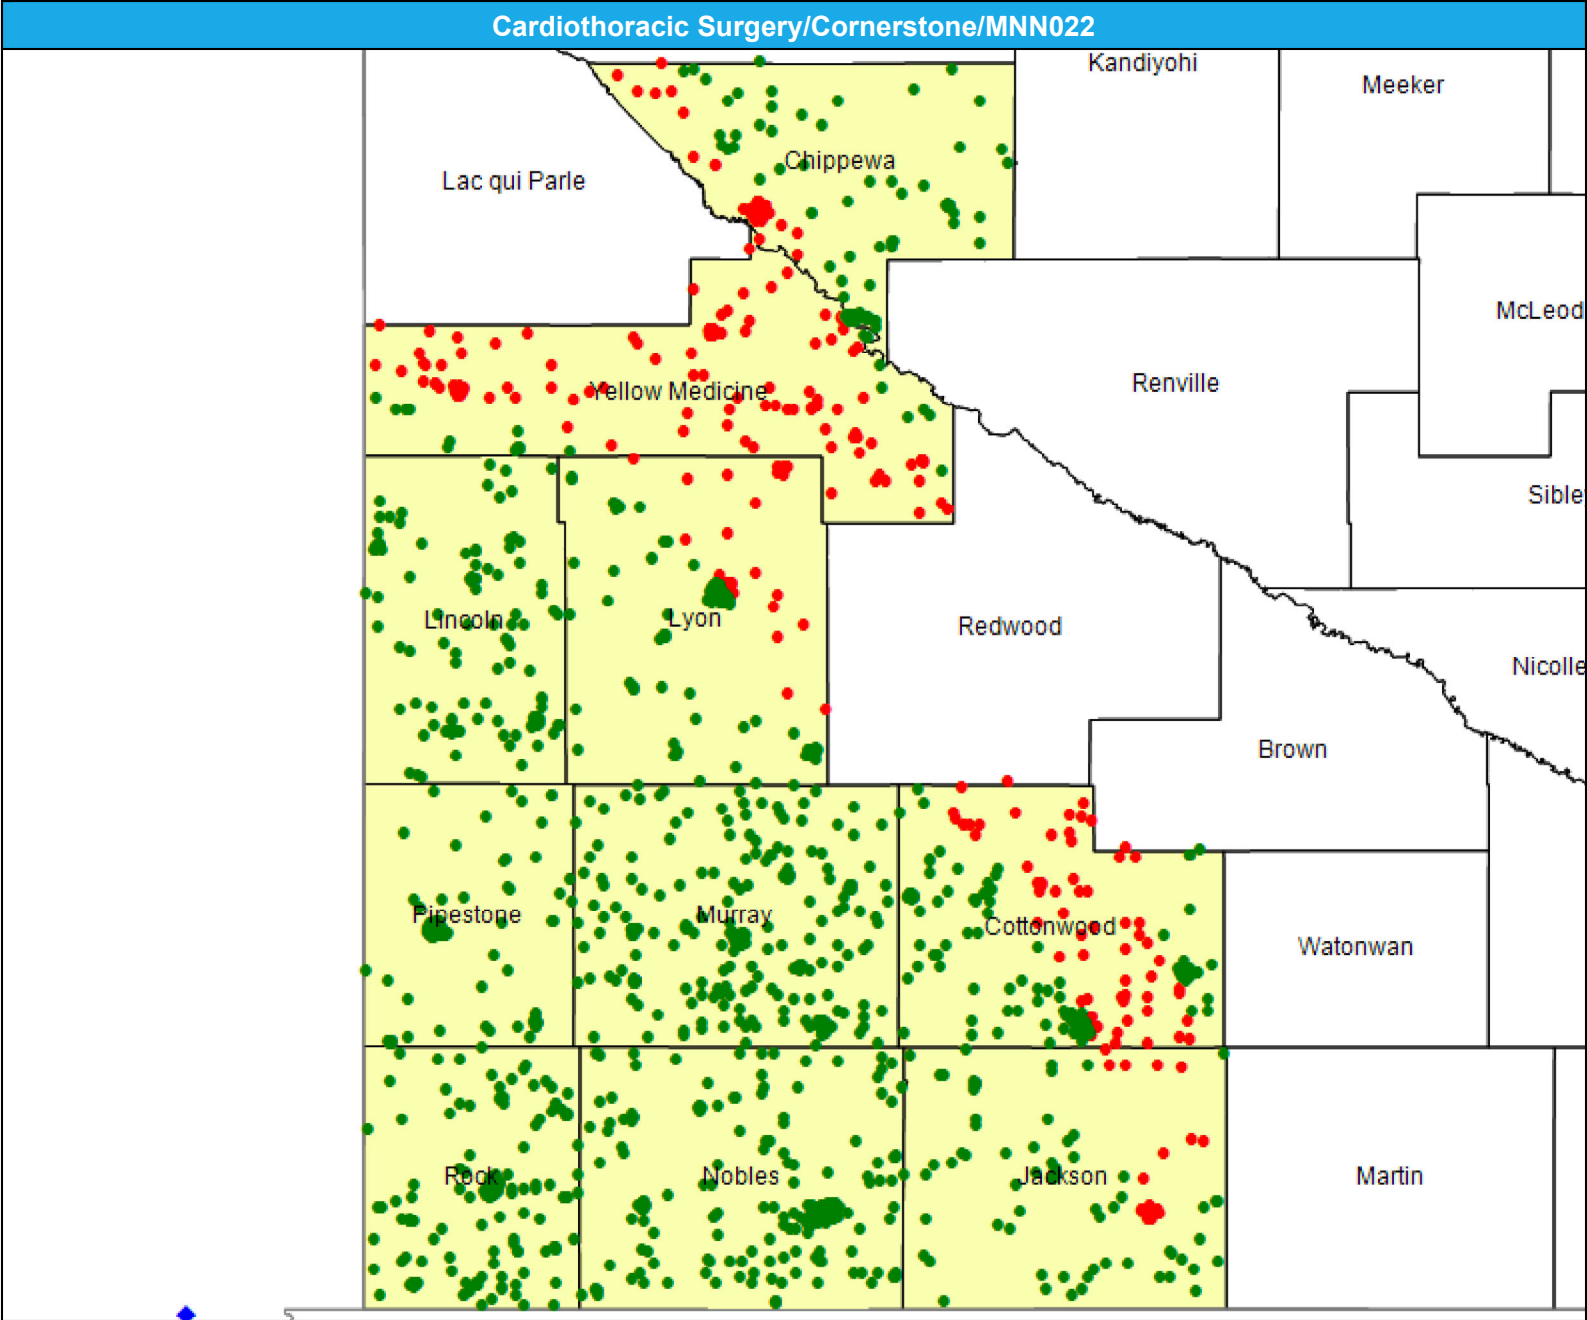 Cardiothoracic Surgery/Cornerstone/MNN022
Kandiyohi
Meeker
Chippewa
Lac qui Parle
McLeod
Renville
Yellow Medicine
Sible
Lincoln
Lyon
Redwood
Nicolle
Brown
Pipestone
Murray
Cottonwood
Watonwan
Rock
Nobles
Jackson
Martin